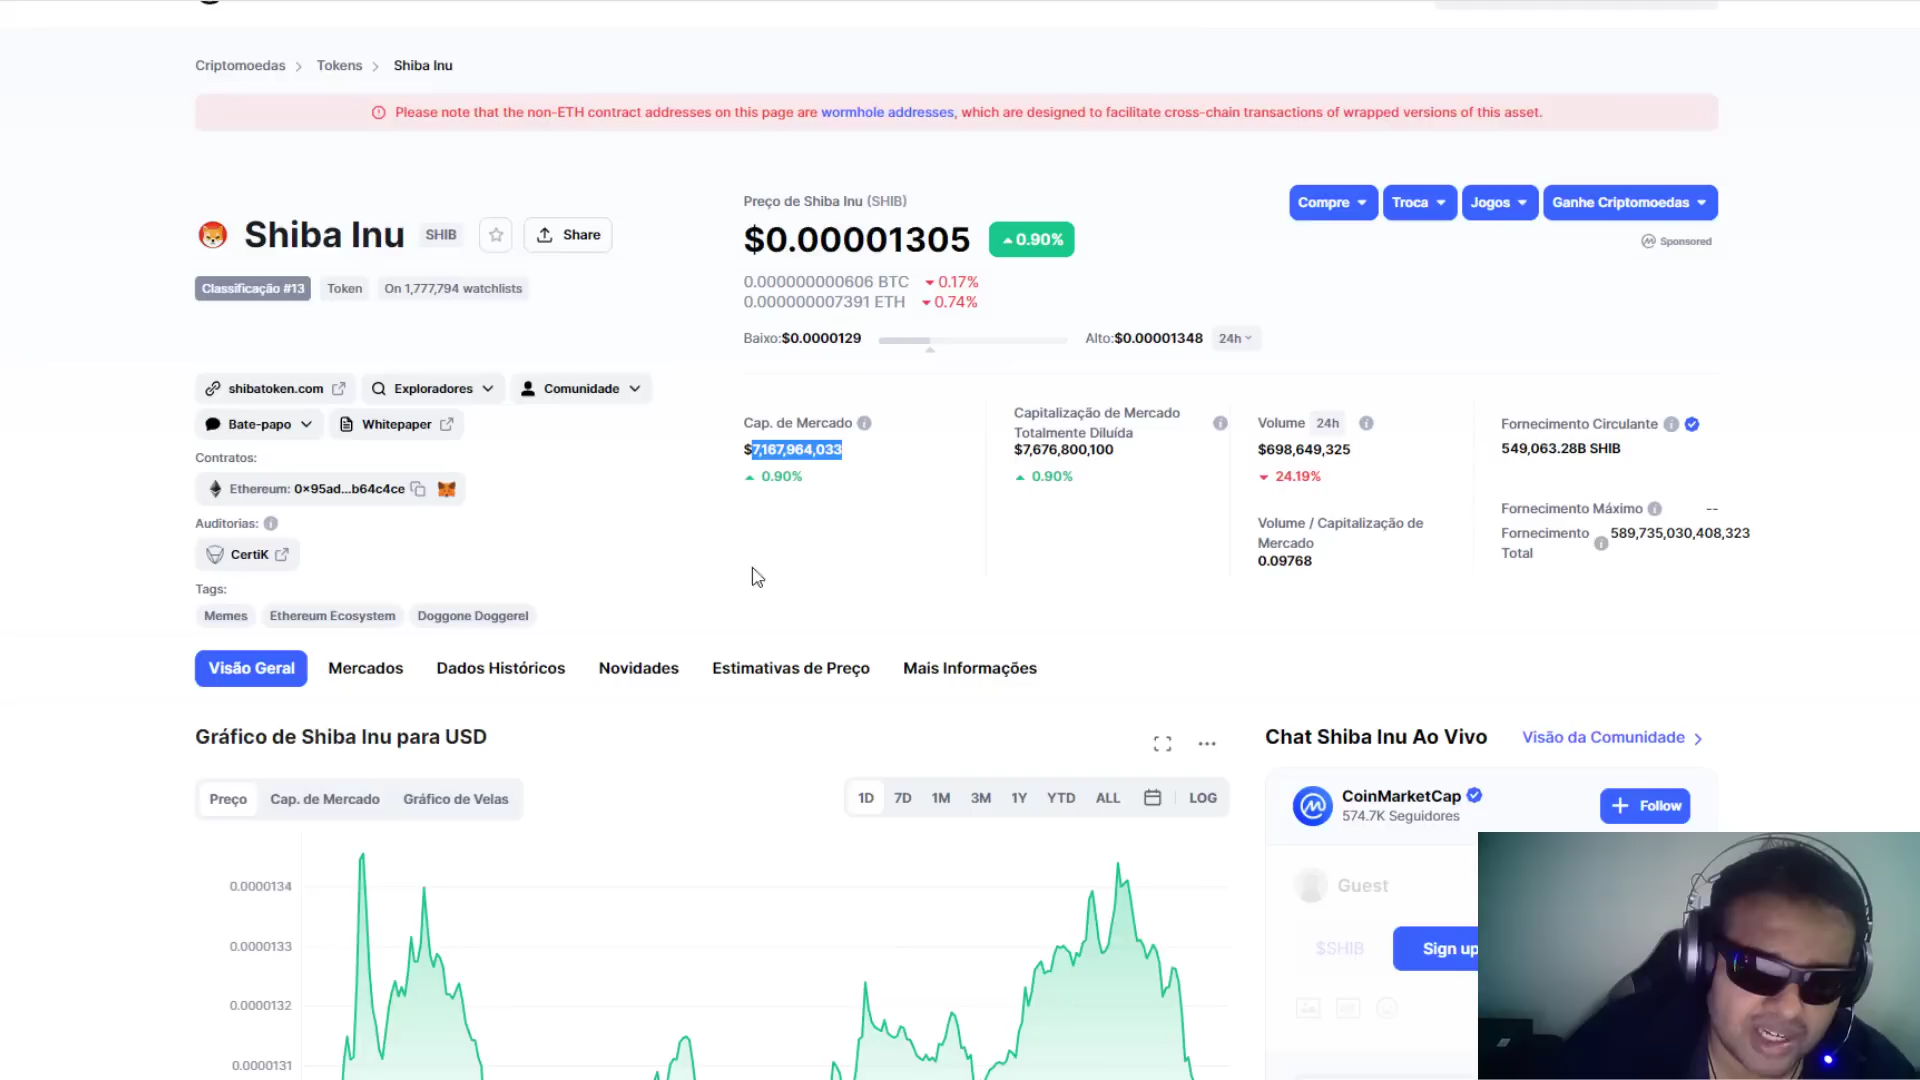 Criptomoedas > Tokens > Shiba Inu
Please note that the non-ETH contract addresses on this page are wormhole addresses, which are designed to facilitate cross-chain transactions of wrapped versions of this asset.
Shiba Inu SHIB Share
Classificação #13 Token On 1,777,794 watchlists
shibatoken.com Exploradores Comunidade
Bate-papo Whitepaper
Contratos:
Ethereum: 0x95ad...b64c4ce
Auditorias:
CertiK
Tags:
Memes Ethereum Ecosystem Doggone Doggerel
Preço de Shiba Inu (SHIB)
$0.00001305 0.90%
0.000000000606 BTC 0.17%
0.000000007391 ETH 0.74%
Baixo:$0.0000129 Alto:$0.00001348 24h
Compre Troca Jogos Ganhe Criptomoedas
Sponsored
Cap. de Mercado
$7,167,964,033
0.90%
Capitalização de Mercado
Totalmente Diluída
$7,676,800,100
0.90%
Volume 24h
$698,649,325
24.19%
Volume / Capitalização de
Mercado
0.09768
Fornecimento Circulante
549,063.28B SHIB
Fornecimento Máximo --
Fornecimento
Total
589,735,030,408,323
Visão Geral Mercados Dados Históricos Novidades Estimativas de Preço Mais Informações
Gráfico de Shiba Inu para USD
Preço Cap. de Mercado Gráfico de Velas
1D 7D 1M 3M 1Y YTD ALL LOG
0.0000134
0.0000133
0.0000132
0.0000131
Chat Shiba Inu Ao Vivo Visão da Comunidade
CoinMarketCap
574.7K Seguidores
Follow
Guest
$SHIB
Sign up